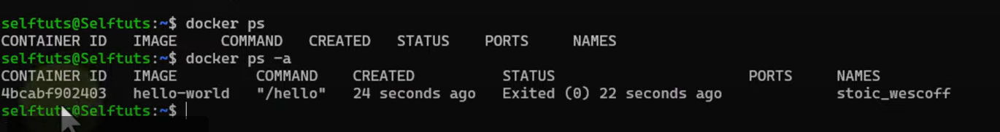 selftuts@Selftuts:~$ docker ps
CONTAINER ID   IMAGE     COMMAND   CREATED   STATUS    PORTS     NAMES
selftuts@Selftuts:~$ docker ps -a
CONTAINER ID   IMAGE         COMMAND    CREATED          STATUS                      PORTS     NAMES
4bcabf902403   hello-world   "/hello"   24 seconds ago   Exited (0) 22 seconds ago             stoic_wescoff
selftuts@Selftuts:~$